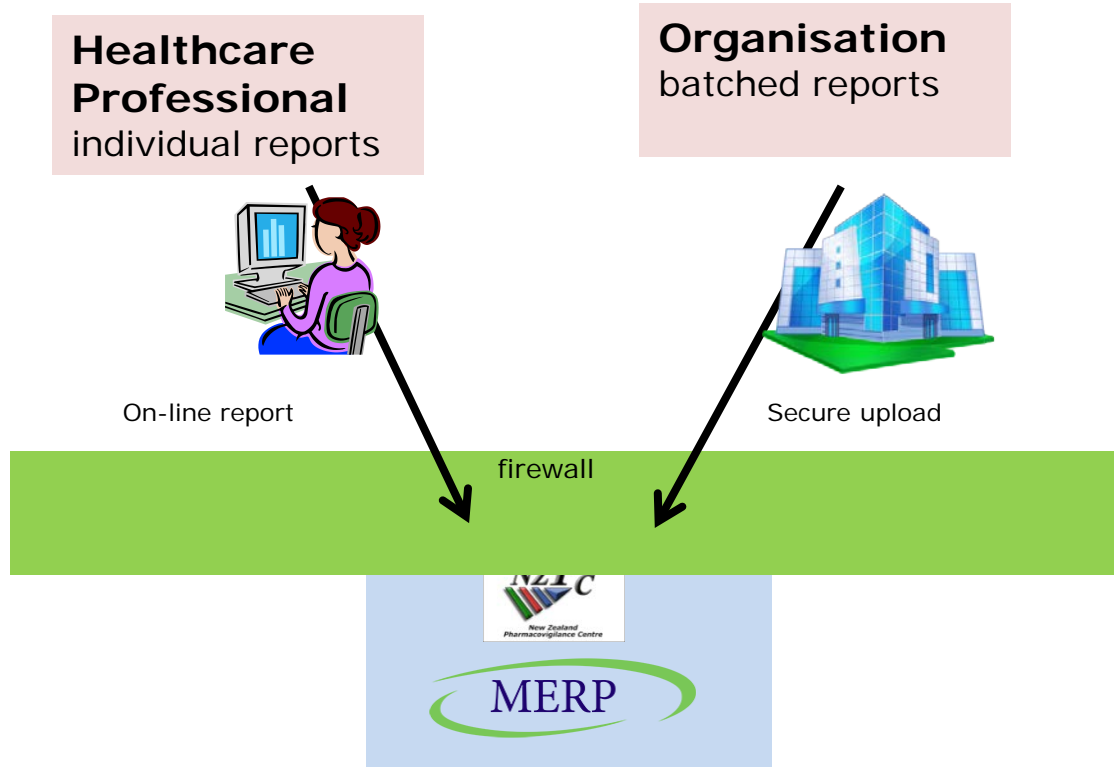 Healthcare
Professional
individual reports
Organisation
batched reports
On-line report
Secure upload
firewall
New Zealand
Pharmacovigilance Centre
MERP